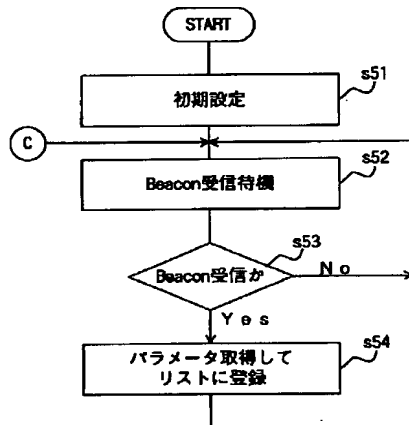 START
s51
初期設定
C
s52
Beacon受信待機
s53
Beacon受信か
No
Yes
s54
パラメータ取得して
リストに登録